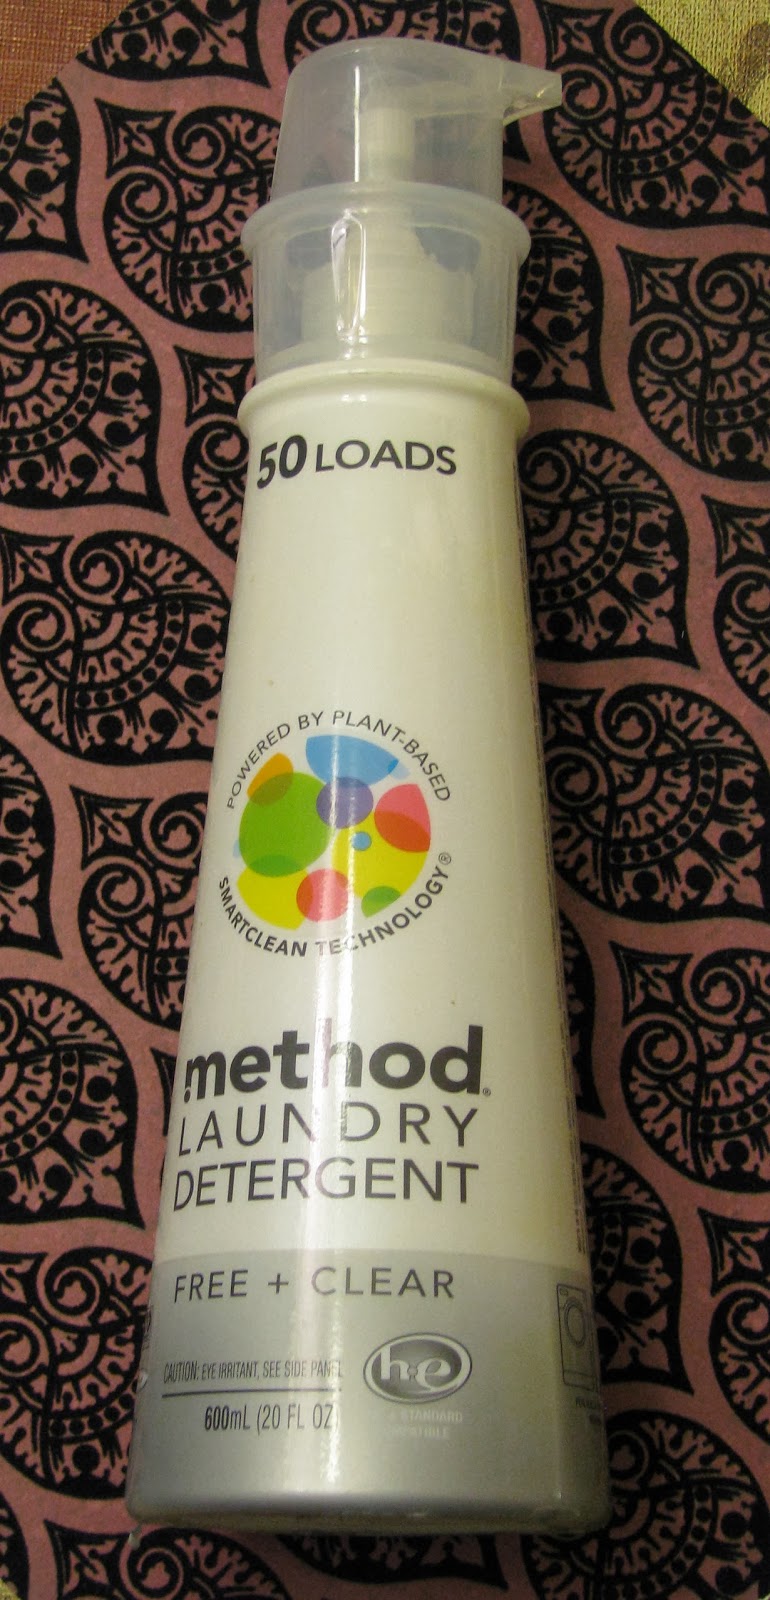 50 LOADS
POWERED BY PLANT-BASED
SMARTCLEAN TECHNOLOGY®
method®
LAUNDRY
DETERGENT
FREE + CLEAR
CAUTION: EYE IRRITANT, SEE SIDE PANEL
600mL (20 FL OZ)
he
& STANDARD